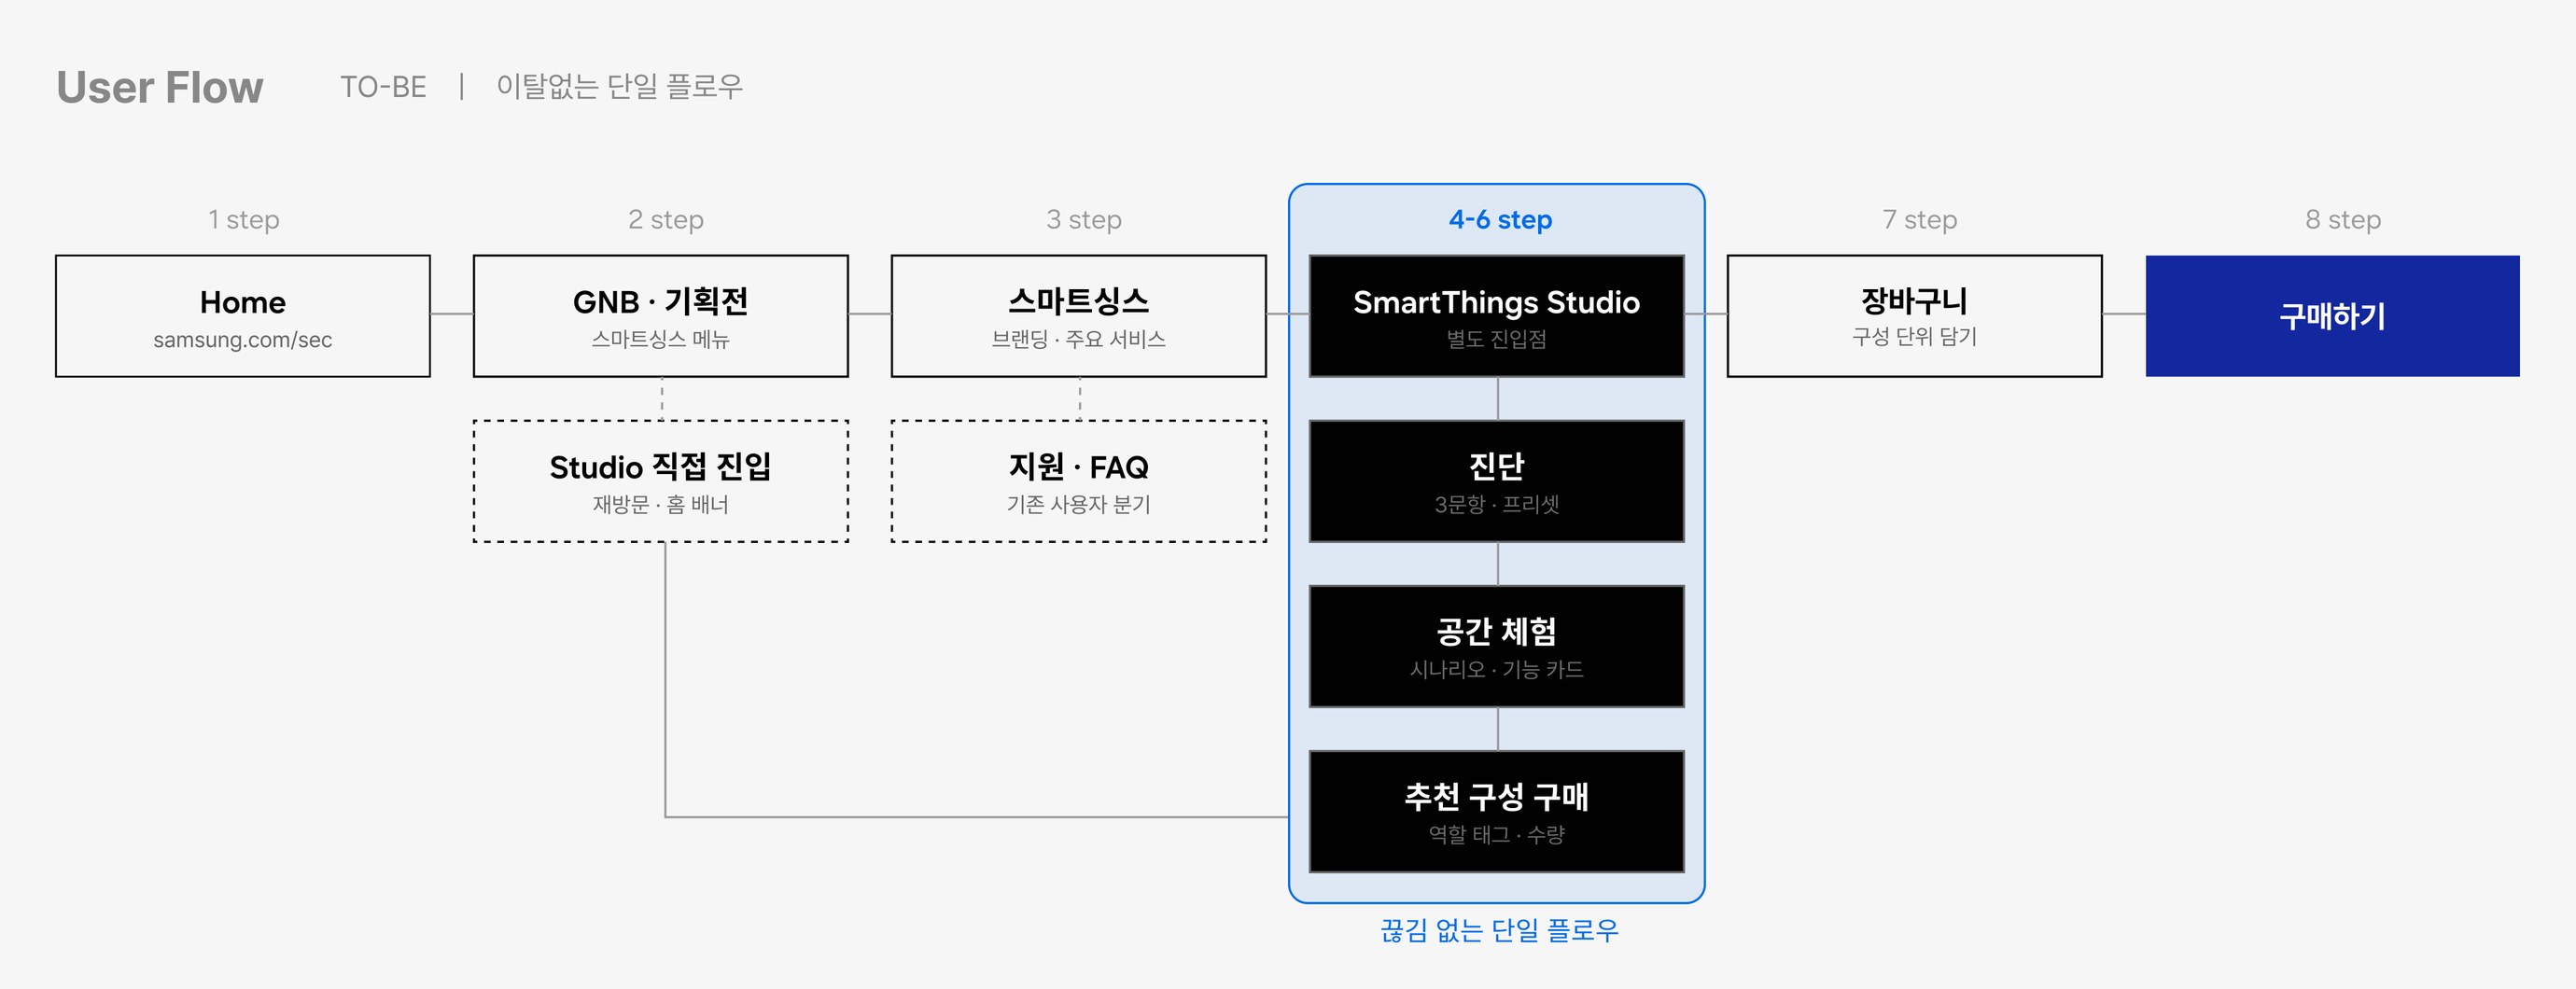 User Flow
TO-BE | 이탈없는 단일 플로우
1 step
2 step
3 step
4-6 step
7 step
8 step
Home
samsung.com/sec
GNB · 기획전
스마트싱스 메뉴
스마트싱스
브랜딩 · 주요 서비스
SmartThings Studio
별도 진입점
장바구니
구성 단위 담기
구매하기
Studio 직접 진입
재방문 · 홈 배너
지원 · FAQ
기존 사용자 분기
진단
3문항 · 프리셋
공간 체험
시나리오 · 기능 카드
추천 구성 구매
역할 태그 · 수량
끊김 없는 단일 플로우